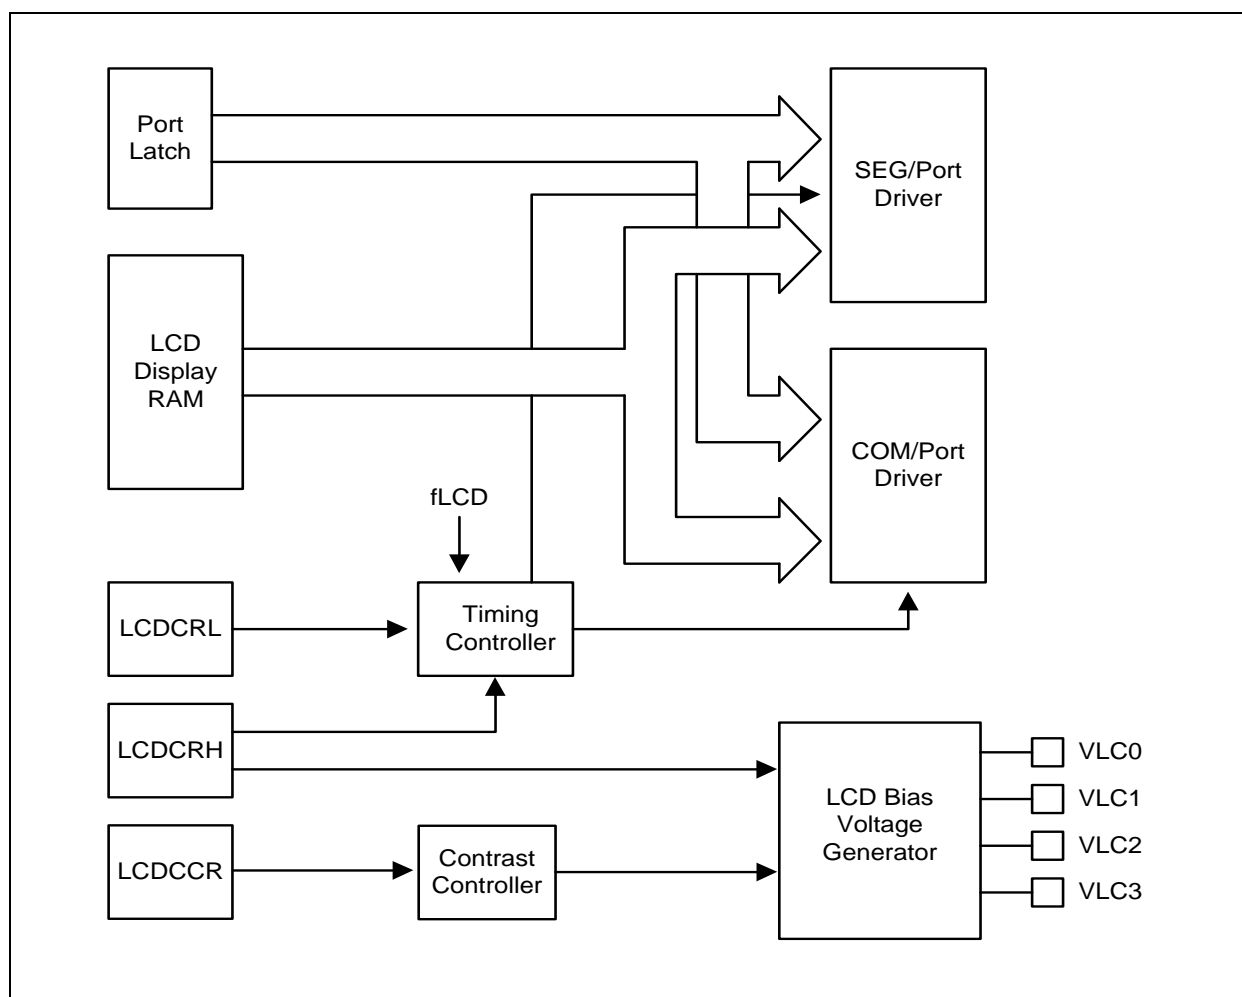 Port
Latch
SEG/Port
Driver
LCD
Display
RAM
COM/Port
Driver
fLCD
LCDCRL
Timing
Controller
LCDCRH
LCD Bias
Voltage
Generator
VLC0
VLC1
VLC2
VLC3
LCDCCR
Contrast
Controller